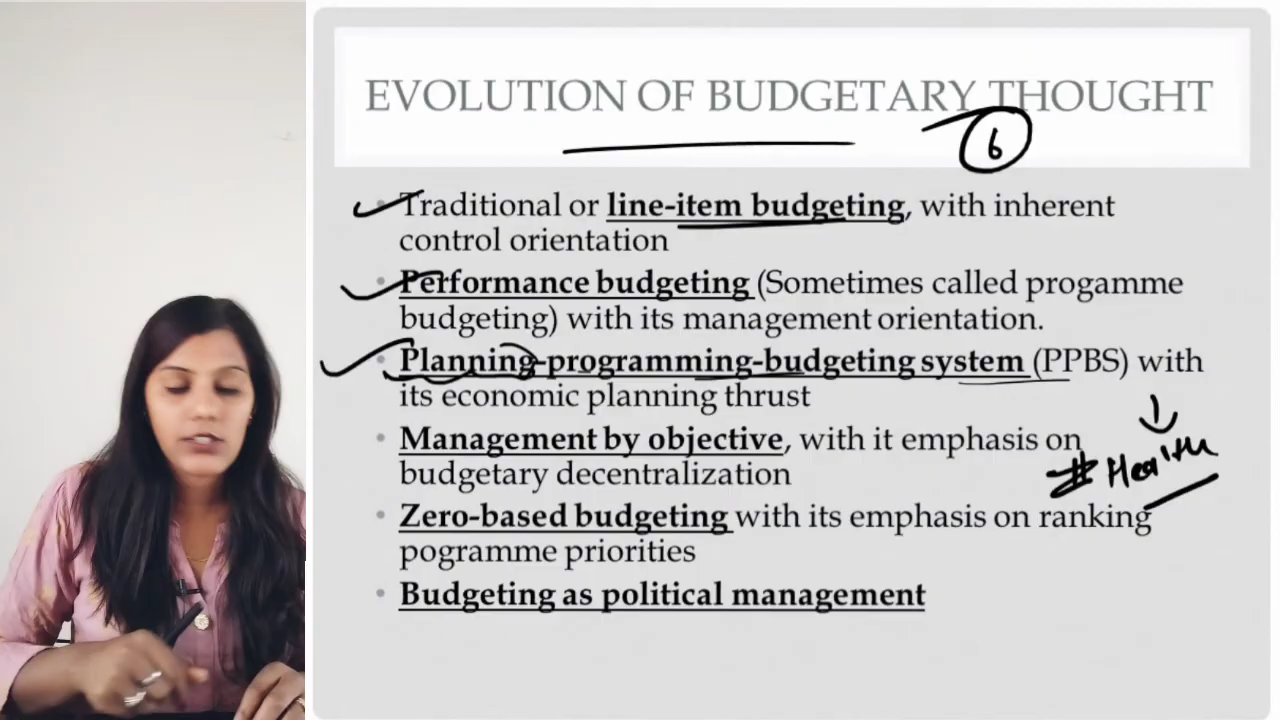 EVOLUTION OF BUDGETARY THOUGHT
6
• Traditional or line-item budgeting, with inherent
control orientation
• Performance budgeting (Sometimes called progamme
budgeting) with its management orientation.
• Planning-programming-budgeting system (PPBS) with
its economic planning thrust
• Management by objective, with it emphasis on
budgetary decentralization
# Health
• Zero-based budgeting with its emphasis on ranking
pogramme priorities
• Budgeting as political management